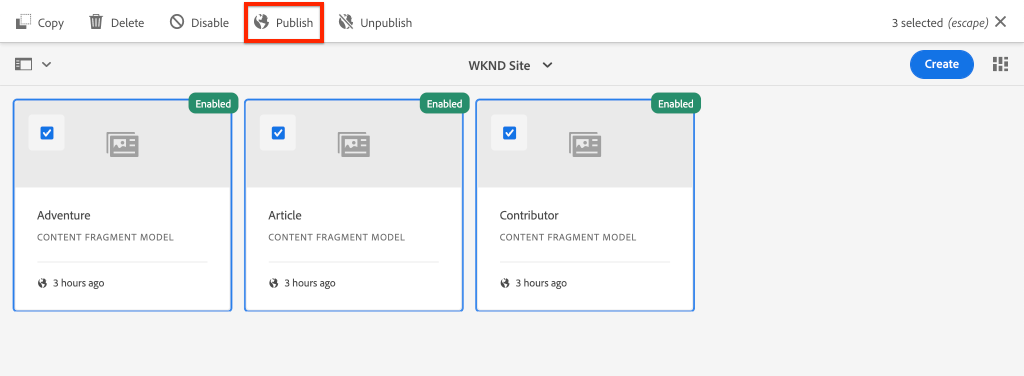 Copy Delete Disable Publish Unpublish 3 selected (escape)
WKND Site Create
Enabled Enabled Enabled
Adventure Article Contributor
CONTENT FRAGMENT MODEL CONTENT FRAGMENT MODEL CONTENT FRAGMENT MODEL
3 hours ago 3 hours ago 3 hours ago